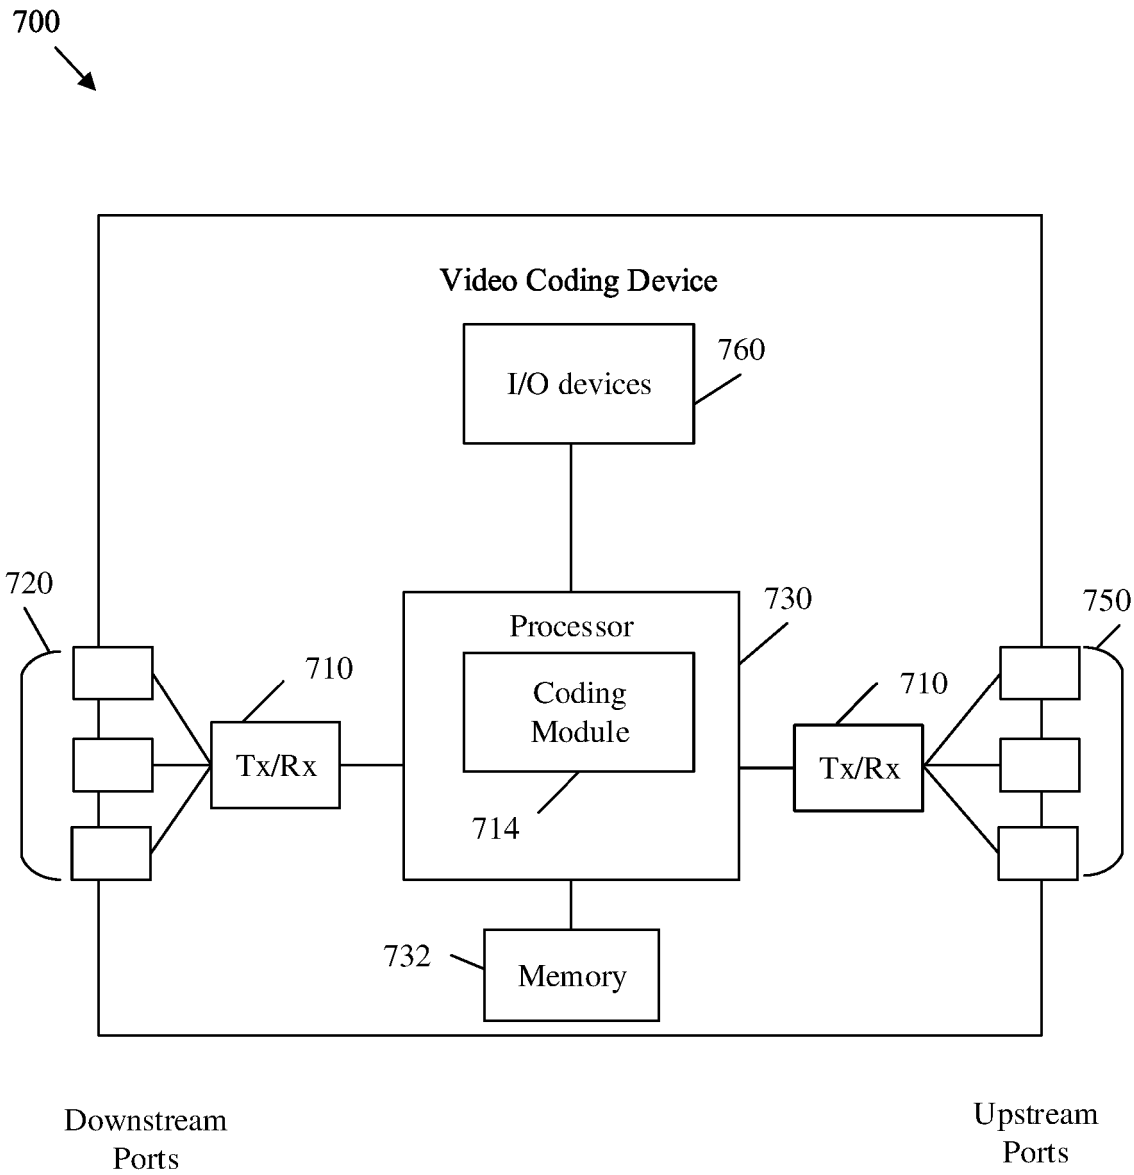 700
Video Coding Device
I/O devices
760
720
Processor
730
750
710
Coding
Module
710
Tx/Rx
Tx/Rx
714
732
Memory
Downstream
Ports
Upstream
Ports